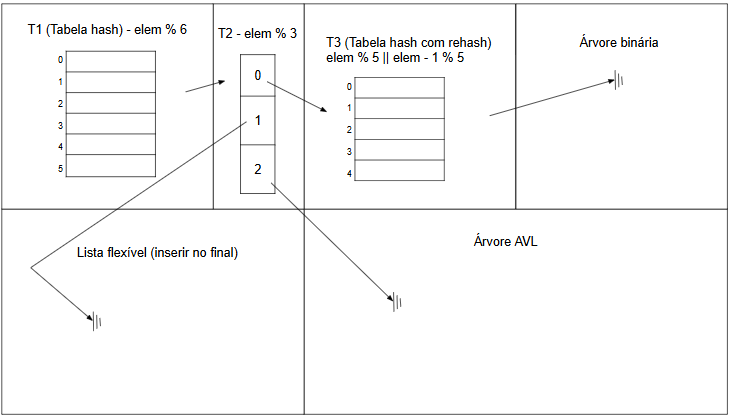 T1 (Tabela hash) - elem % 6
0
1
2
3
4
5
T2 - elem % 3
0
1
2
T3 (Tabela hash com rehash)
elem % 5 || elem - 1 % 5
0
1
2
3
4
Árvore binária
Lista flexível (inserir no final)
Árvore AVL